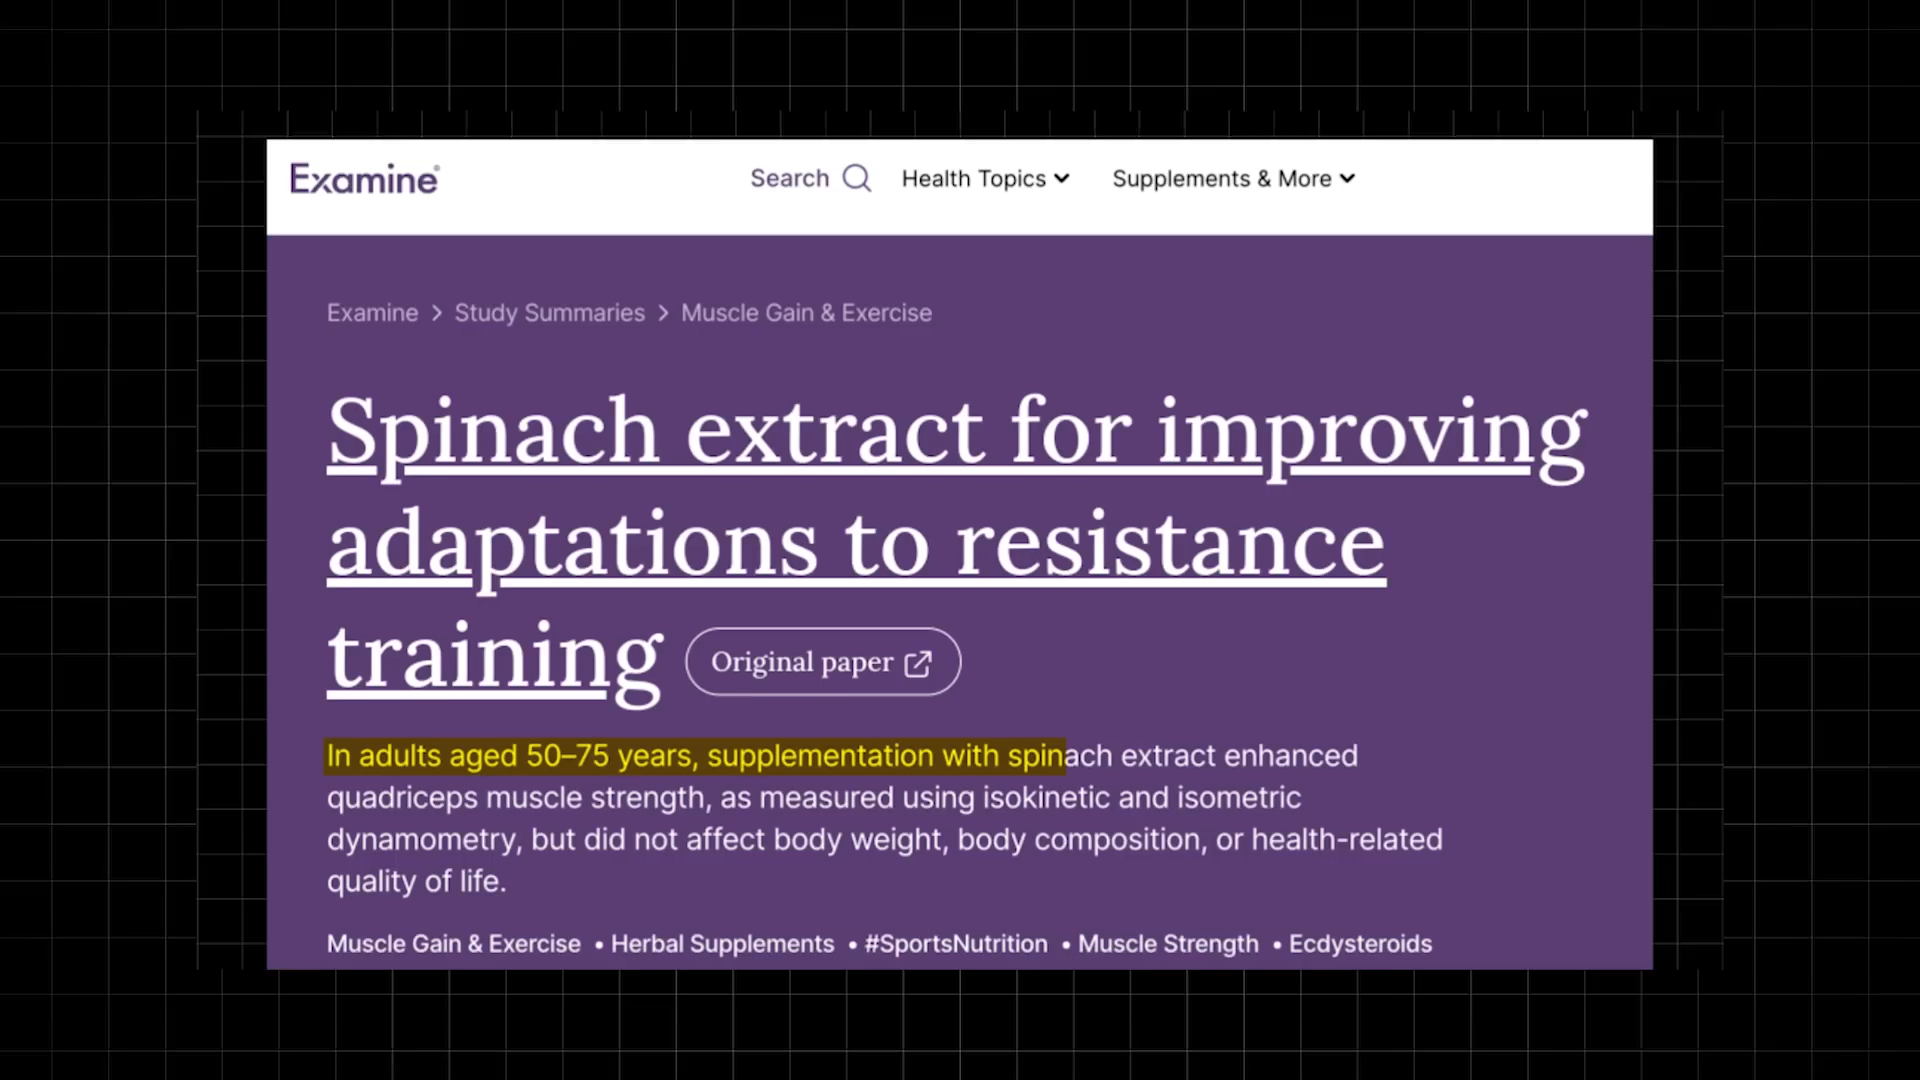 Examine®
Search Health Topics Supplements & More
Examine > Study Summaries > Muscle Gain & Exercise
Spinach extract for improving
adaptations to resistance
training Original paper
In adults aged 50–75 years, supplementation with spinach extract enhanced
quadriceps muscle strength, as measured using isokinetic and isometric
dynamometry, but did not affect body weight, body composition, or health-related
quality of life.
Muscle Gain & Exercise • Herbal Supplements • #SportsNutrition • Muscle Strength • Ecdysteroids